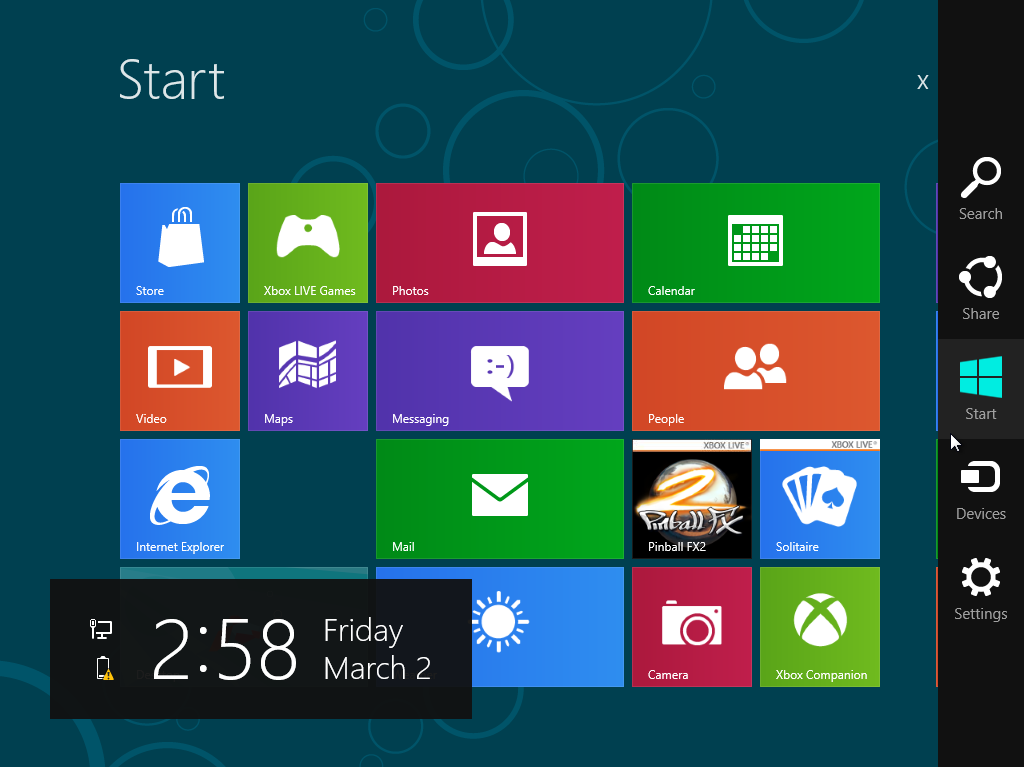 Start
X
Search
Share
Start
Devices
Settings
Store
Xbox LIVE Games
Photos
Calendar
Video
Maps
:-)
Messaging
People
Internet Explorer
Mail
XBOX LIVE®
2
Pinball FX
Pinball FX2
XBOX LIVE®
Solitaire
Camera
Xbox Companion
2:58
Friday
March 2